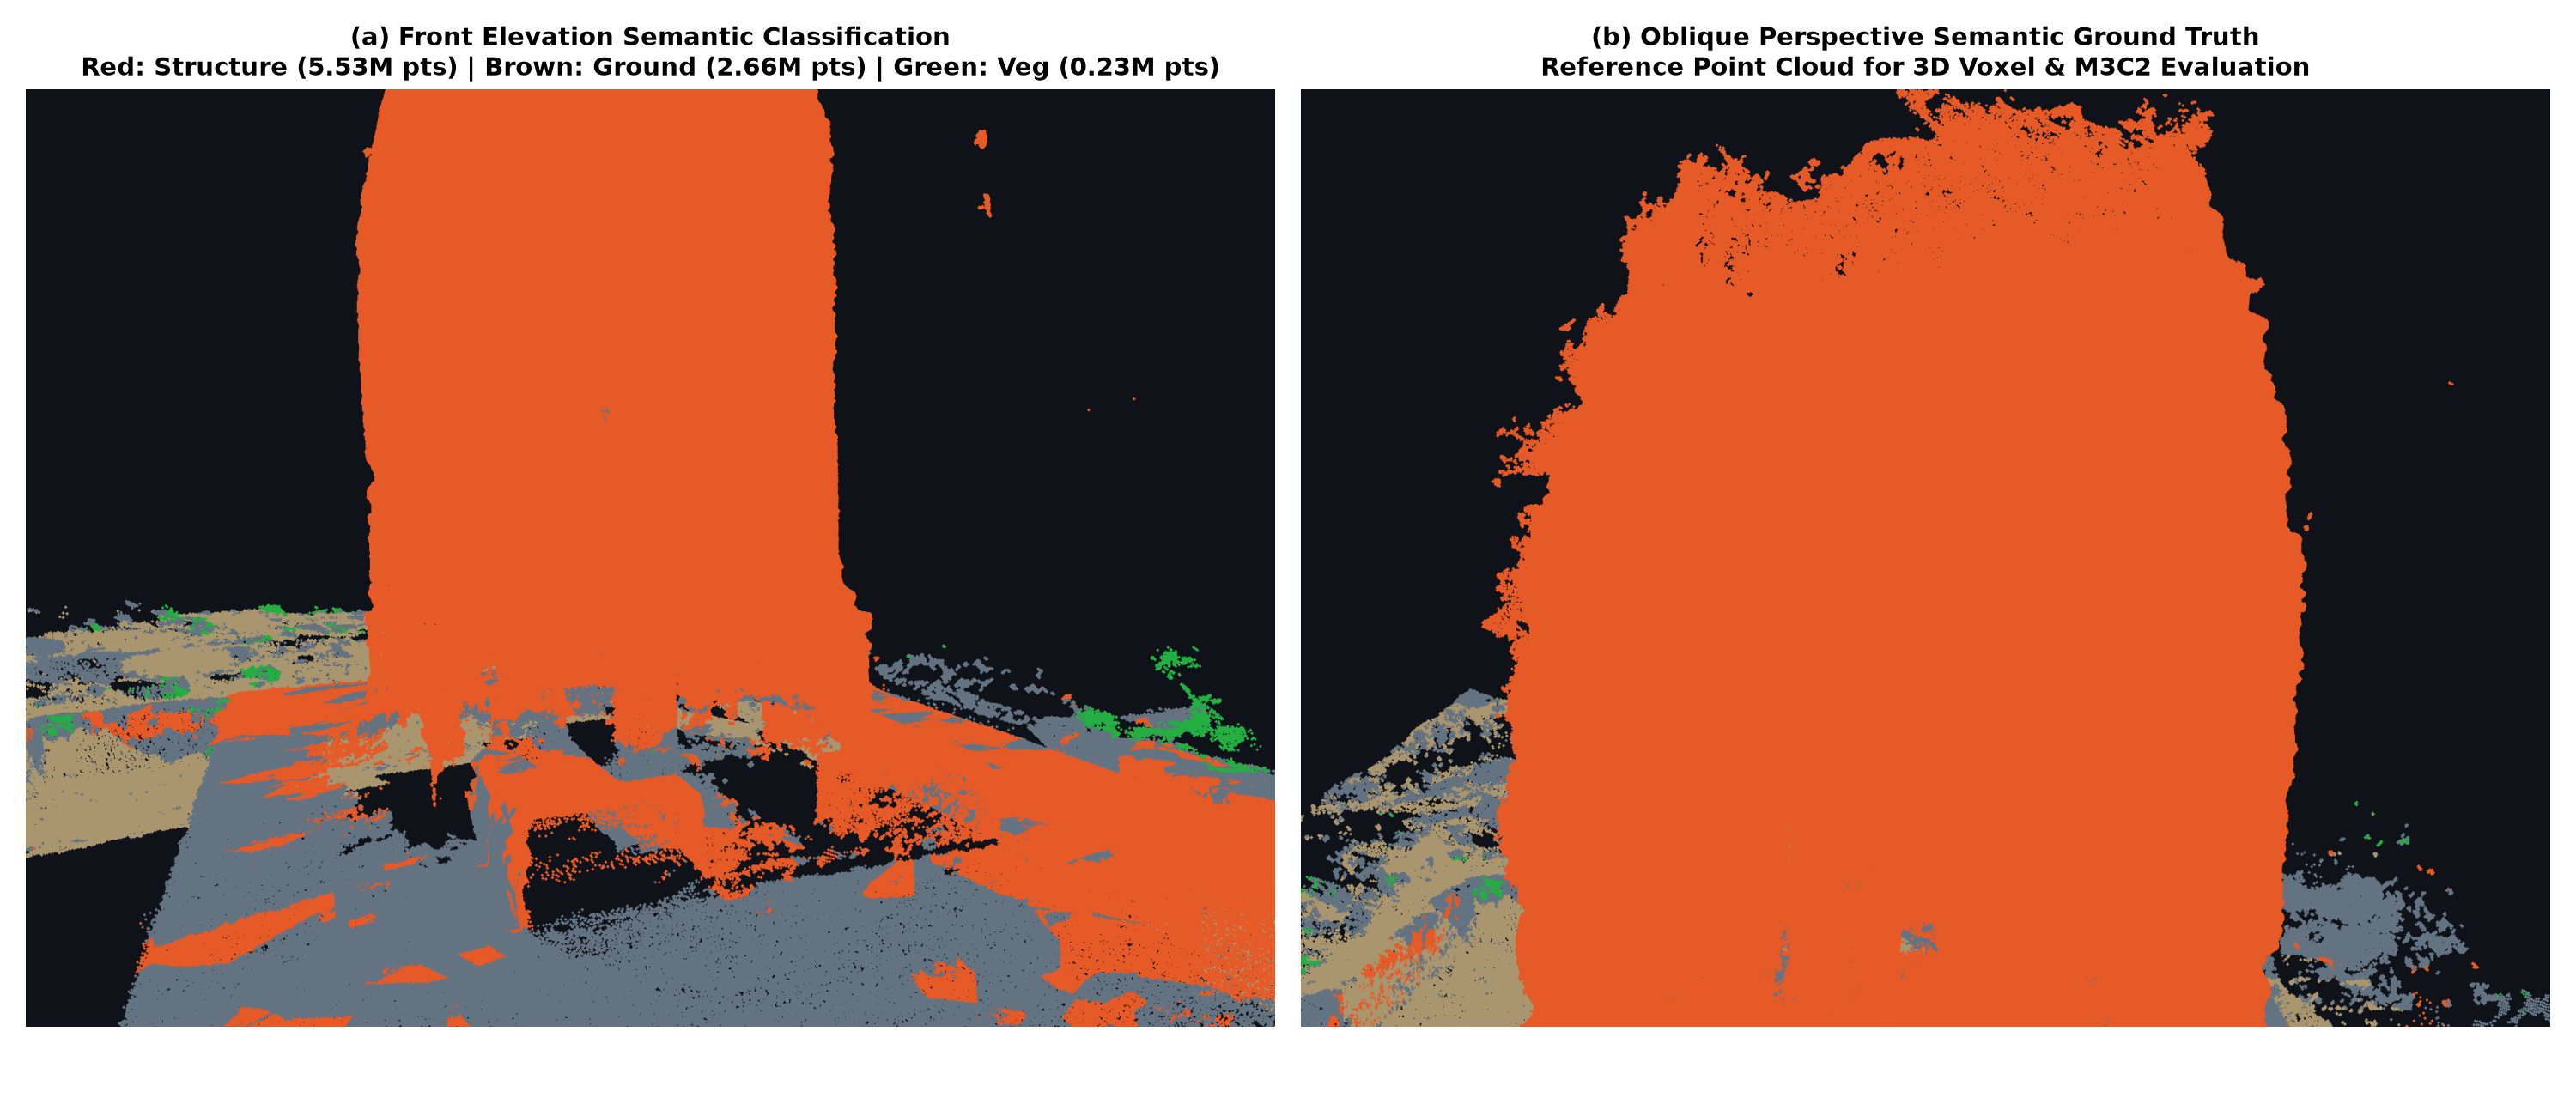 (a) Front Elevation Semantic Classification
Red: Structure (5.53M pts) | Brown: Ground (2.66M pts) | Green: Veg (0.23M pts)
(b) Oblique Perspective Semantic Ground Truth
Reference Point Cloud for 3D Voxel & M3C2 Evaluation